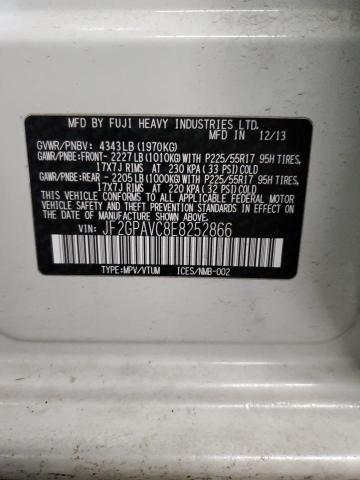 MFD BY FUJI HEAVY INDUSTRIES LTD.
MFD IN 12/13
GVWR/PNBV: 4343LB (1970KG)
GAWR/PNBE:FRONT- 2227LB (1010KG) WITH P225/55R17 95H TIRES,
17X7J RIMS AT 230 KPA (33 PSI) COLD
GAWR/PNBE:REAR - 2205LB (1000KG) WITH P225/55R17 95H TIRES,
17X7J RIMS AT 220 KPA (32 PSI) COLD
THIS VEHICLE CONFORMS TO ALL APPLICABLE
FEDERAL MOTOR VEHICLE SAFETY, BUMPER, AND
THEFT PREVENTION STANDARDS IN EFFECT ON
THE DATE OF MANUFACTURE SHOWN ABOVE.
VIN: JF2GPAVC8E8252866
TYPE:MPV/VTUM ICES/NMB-002